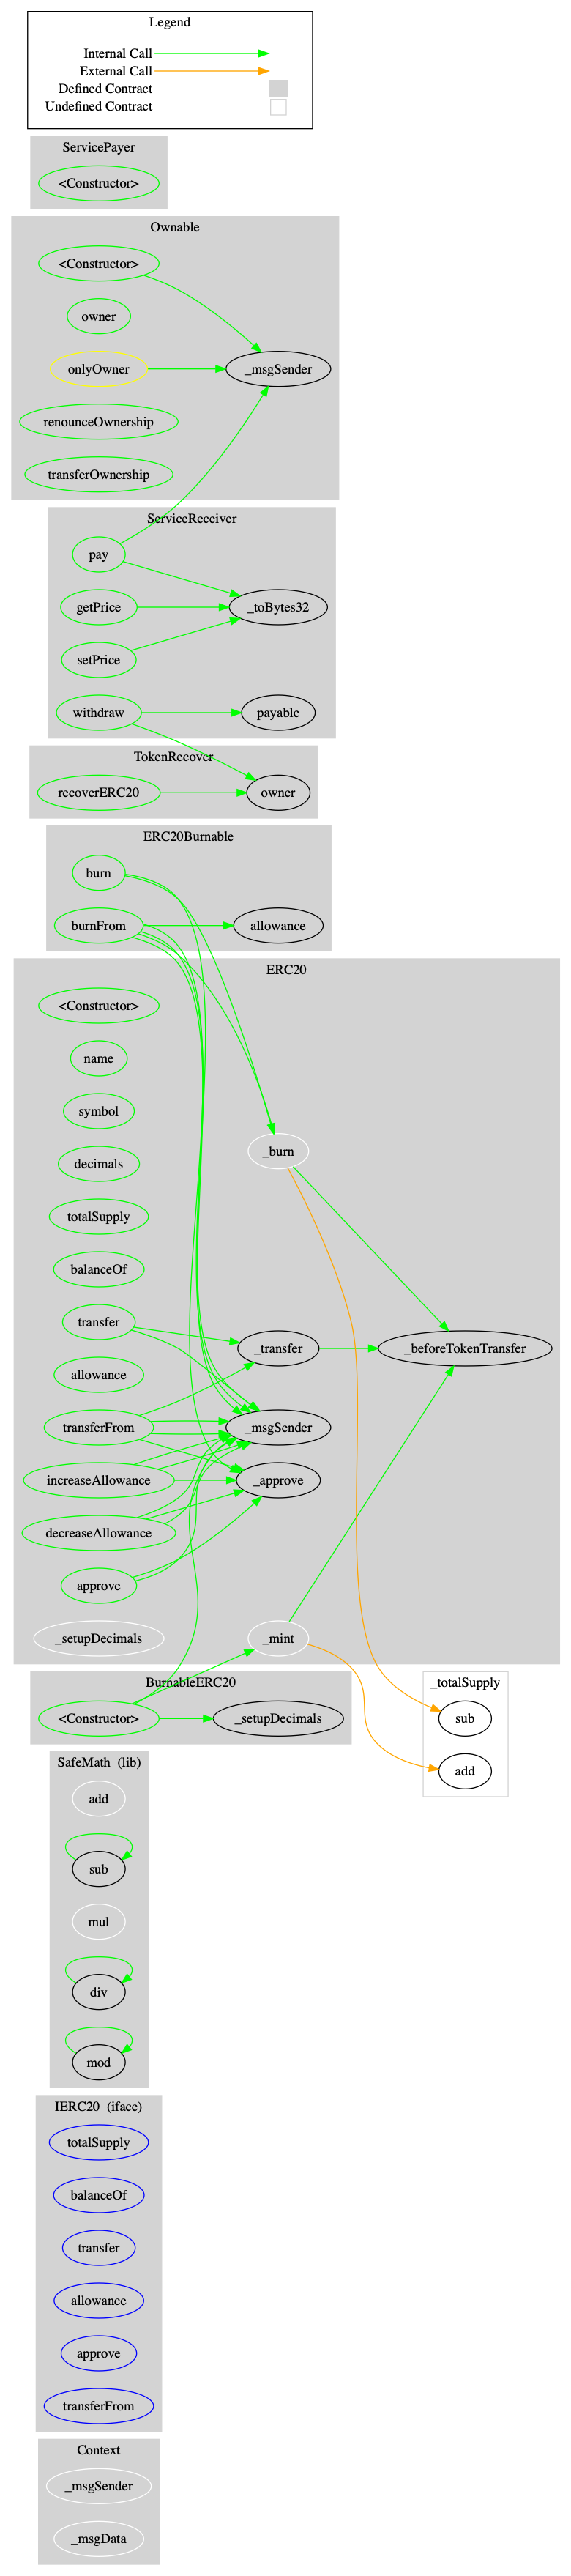 Legend
Internal Call
External Call
Defined Contract
Undefined Contract
ServicePayer
<Constructor>
Ownable
<Constructor>
owner
onlyOwner
_msgSender
renounceOwnership
transferOwnership
ServiceReceiver
pay
getPrice
_toBytes32
setPrice
withdraw
payable
TokenRecover
recoverERC20
owner
ERC20Burnable
burn
burnFrom
allowance
ERC20
<Constructor>
name
symbol
_burn
decimals
totalSupply
balanceOf
transfer
_transfer
_beforeTokenTransfer
allowance
transferFrom
_msgSender
increaseAllowance
_approve
decreaseAllowance
approve
_setupDecimals
_mint
BurnableERC20
<Constructor>
_setupDecimals
_totalSupply
sub
add
SafeMath (lib)
add
sub
mul
div
mod
IERC20 (iface)
totalSupply
balanceOf
transfer
allowance
approve
transferFrom
Context
_msgSender
_msgData